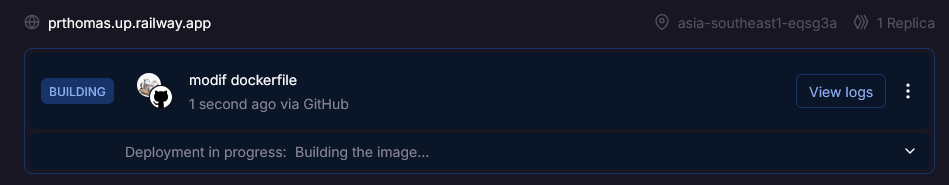 prthomas.up.railway.app asia-southeast1-eqsg3a 1 Replica
BUILDING
modif dockerfile
1 second ago via GitHub
View logs
Deployment in progress: Building the image...